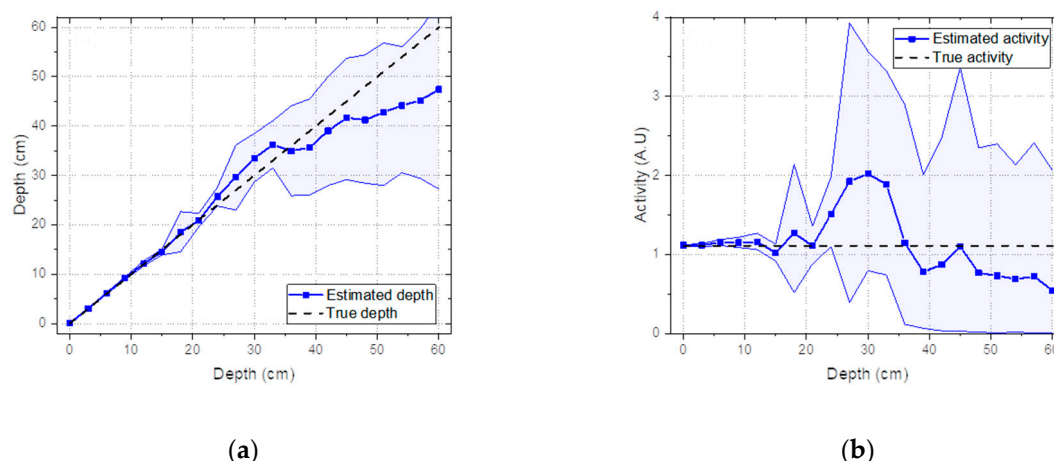 60
50
40
30
20
10
0
Depth (cm)
Estimated depth
True depth
0 10 20 30 40 50 60
Depth (cm)
(a)
4
3
2
1
0
Activity (A.U)
Estimated activity
True activity
0 10 20 30 40 50 60
Depth (cm)
(b)